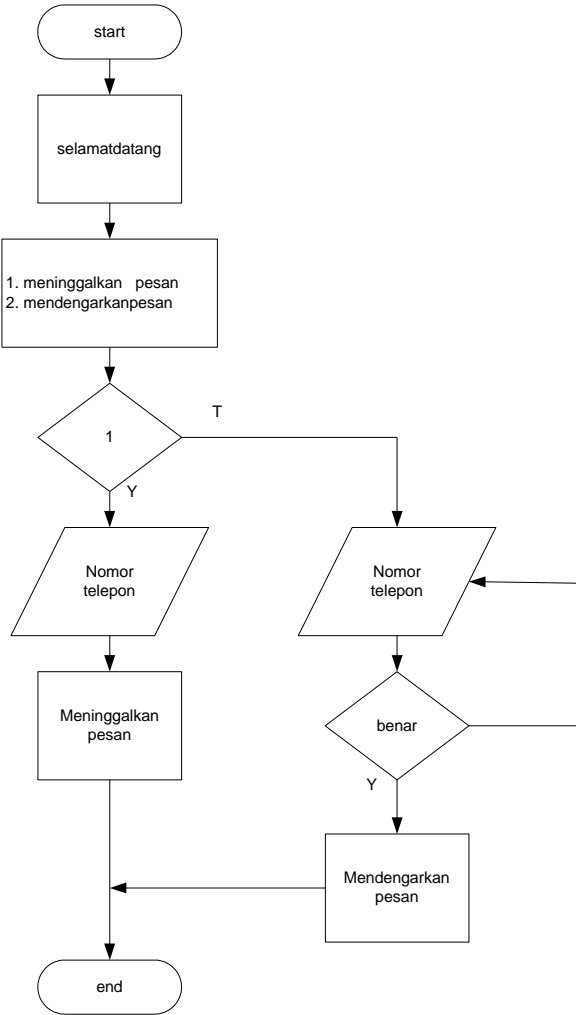 start
selamatdatang
1. meninggalkan pesan
2. mendengarkanpesan
1
T
Y
Nomor
telepon
Nomor
telepon
Meninggalkan
pesan
benar
Y
Mendengarkan
pesan
end